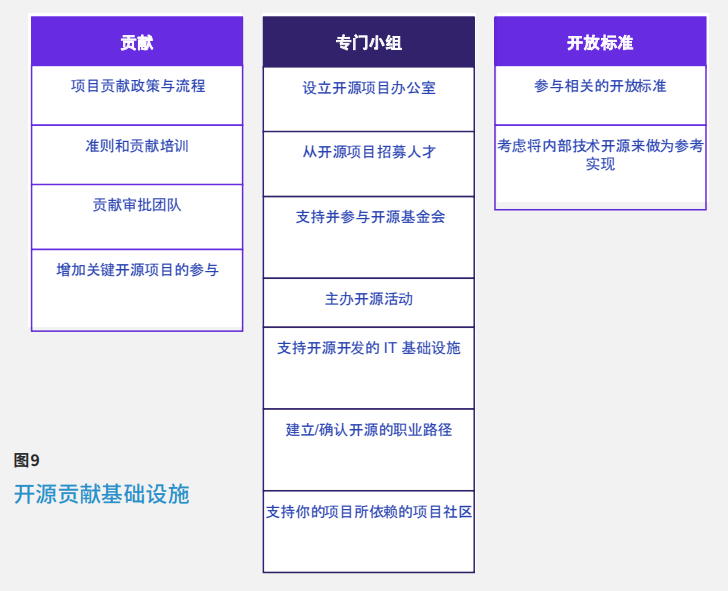 贡献
项目贡献政策与流程
准则和贡献培训
贡献审批团队
增加关键开源项目的参与
专门小组
设立开源项目办公室
从开源项目招募人才
支持并参与开源基金会
主办开源活动
支持开源开发的 IT 基础设施
建立/确认开源的职业路径
支持你的项目所依赖的项目社区
开放标准
参与相关的开放标准
考虑将内部技术开源来做为参考
实现
图9
开源贡献基础设施